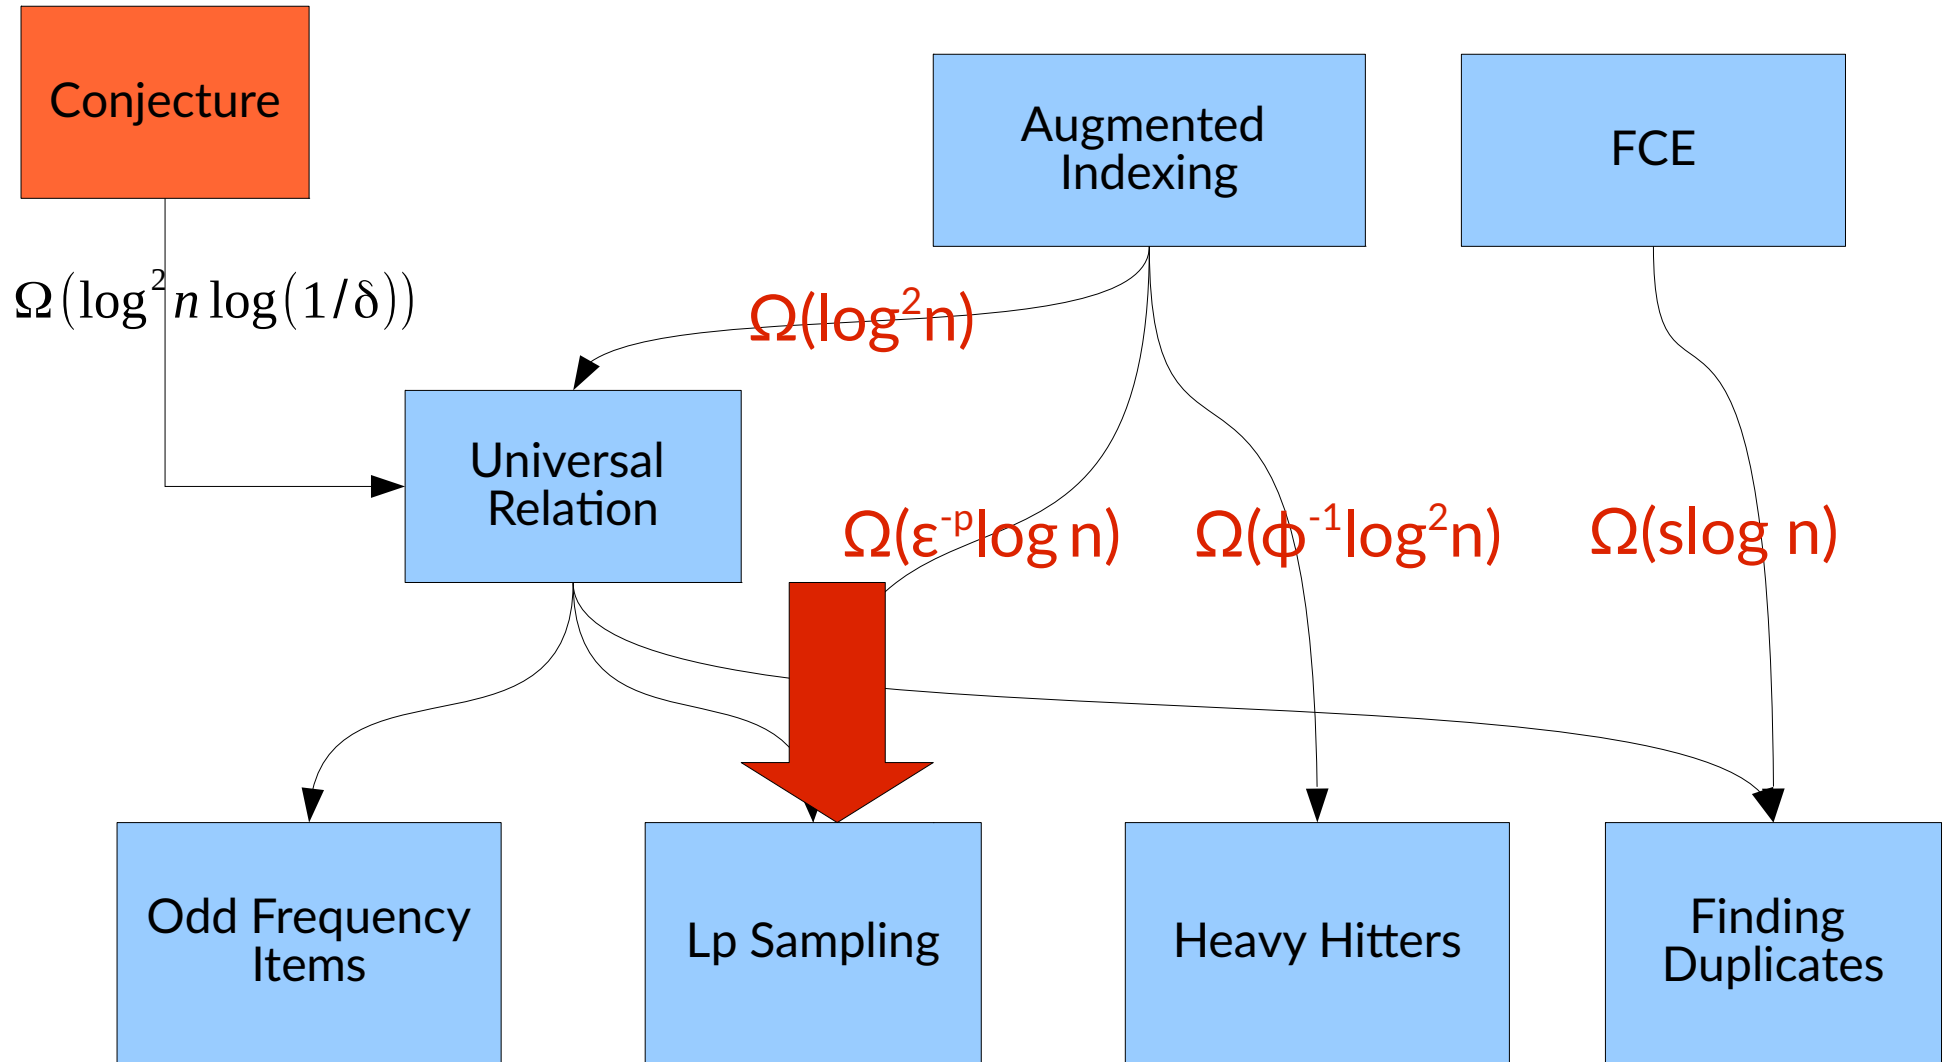 Conjecture
Augmented
Indexing
FCE
Ω(log²n log(1/δ))
Ω(log²n)
Universal
Relation
Ω(ε⁻ᵖlog n)
Ω(ϕ⁻¹log²n)
Ω(slog n)
Odd Frequency
Items
Lp Sampling
Heavy Hitters
Finding
Duplicates